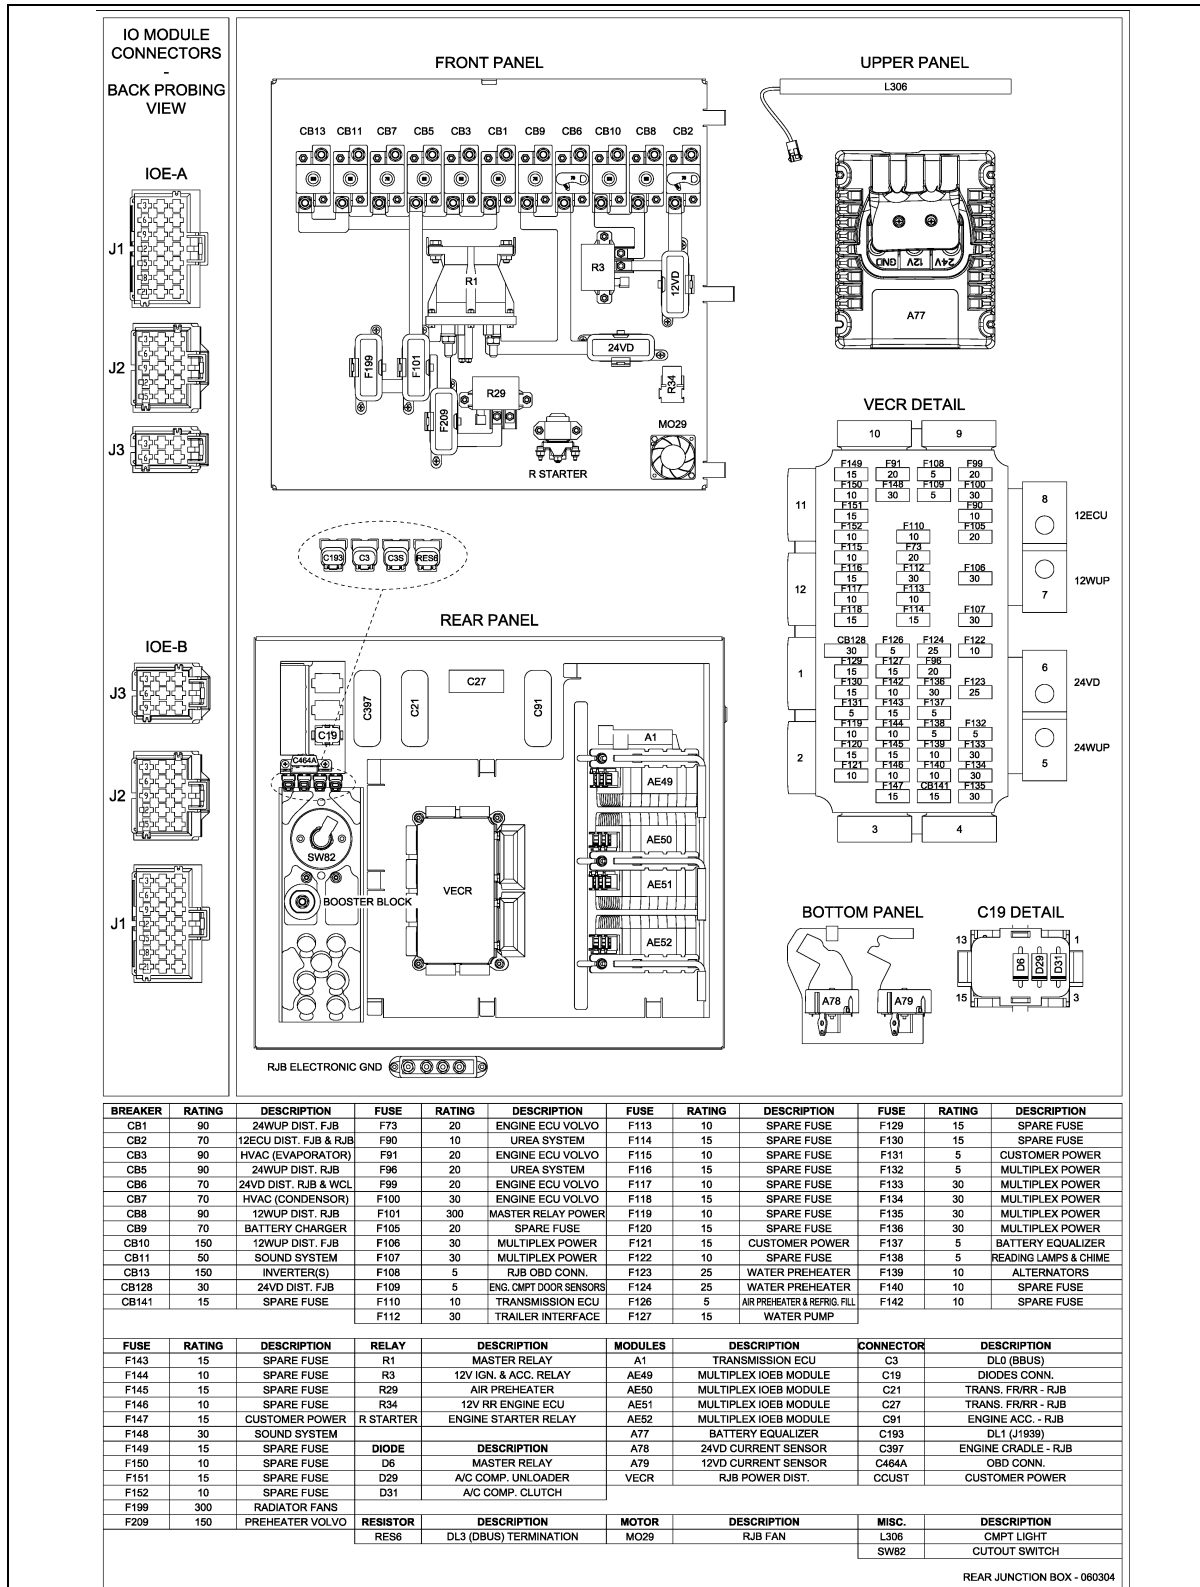 IO MODULE
CONNECTORS
-
BACK PROBING
VIEW
IOE-A
J1
J2
J3
IOE-B
J3
J2
J1
FRONT PANEL
CB13 CB11 CB7 CB5 CB3 CB1 CB9 CB6 CB10 CB8 CB2
R1
R3
12VD
24VD
F199
F101
F209
R29
R34
R STARTER
MO29
UPPER PANEL
L306
GND 12V 24V
A77
C193 C3 C3S RES6
REAR PANEL
C397
C21
C27
C91
C19
C464A
SW82
BOOSTER BLOCK
VECR
A1
AE49
AE50
AE51
AE52
RJB ELECTRONIC GND
VECR DETAIL
10 9
11
12
1
2
3 4
8 12ECU
7 12WUP
6 24VD
5 24WUP
F149 F91 F108 F99
15 20 5 20
F150 F148 F109 F100
10 30 5 30
F151 F90
15 10
F152 F110 F105
10 10 20
F115 F73
10 20
F116 F112 F106
15 30 30
F117 F113
10 10
F118 F114 F107
15 15 30
CB128 F126 F124 F122
30 5 25 10
F129 F127 F96
15 15 20
F130 F142 F136 F123
15 10 30 25
F131 F143 F137
5 15 5
F119 F144 F138 F132
10 10 5 5
F120 F145 F139 F133
15 15 10 30
F121 F146 F140 F134
10 10 10 30
F147 CB141 F135
15 15 30
BOTTOM PANEL
A78 A79
C19 DETAIL
13 1
D6 D29 D31
15 3
BREAKER RATING DESCRIPTION FUSE RATING DESCRIPTION FUSE RATING DESCRIPTION FUSE RATING DESCRIPTION
CB1 90 24WUP DIST. FJB F73 20 ENGINE ECU VOLVO F113 10 SPARE FUSE F129 15 SPARE FUSE
CB2 70 12ECU DIST. FJB & RJB F90 10 UREA SYSTEM F114 15 SPARE FUSE F130 15 SPARE FUSE
CB3 90 HVAC (EVAPORATOR) F91 20 ENGINE ECU VOLVO F115 10 SPARE FUSE F131 5 CUSTOMER POWER
CB5 90 24WUP DIST. RJB F96 20 UREA SYSTEM F116 15 SPARE FUSE F132 5 MULTIPLEX POWER
CB6 70 24VD DIST. RJB & WCL F99 20 ENGINE ECU VOLVO F117 10 SPARE FUSE F133 30 MULTIPLEX POWER
CB7 70 HVAC (CONDENSOR) F100 30 ENGINE ECU VOLVO F118 15 SPARE FUSE F134 30 MULTIPLEX POWER
CB8 90 12WUP DIST. RJB F101 300 MASTER RELAY POWER F119 10 SPARE FUSE F135 30 MULTIPLEX POWER
CB9 70 BATTERY CHARGER F105 20 SPARE FUSE F120 15 SPARE FUSE F136 30 MULTIPLEX POWER
CB10 150 12WUP DIST. FJB F106 30 MULTIPLEX POWER F121 15 CUSTOMER POWER F137 5 BATTERY EQUALIZER
CB11 50 SOUND SYSTEM F107 30 MULTIPLEX POWER F122 10 SPARE FUSE F138 5 READING LAMPS & CHIME
CB13 150 INVERTER(S) F108 5 RJB OBD CONN. F123 25 WATER PREHEATER F139 10 ALTERNATORS
CB128 30 24VD DIST. FJB F109 5 ENG. CMPT DOOR SENSORS F124 25 WATER PREHEATER F140 10 SPARE FUSE
CB141 15 SPARE FUSE F110 10 TRANSMISSION ECU F126 5 AIR PREHEATER & REFRIG. FILL F142 10 SPARE FUSE
F112 30 TRAILER INTERFACE F127 15 WATER PUMP
FUSE RATING DESCRIPTION RELAY DESCRIPTION MODULES DESCRIPTION CONNECTOR DESCRIPTION
F143 15 SPARE FUSE R1 MASTER RELAY A1 TRANSMISSION ECU C3 DL0 (BBUS)
F144 10 SPARE FUSE R3 12V IGN. & ACC. RELAY AE49 MULTIPLEX IOEB MODULE C19 DIODES CONN.
F145 15 SPARE FUSE R29 AIR PREHEATER AE50 MULTIPLEX IOEB MODULE C21 TRANS. FR/RR - RJB
F146 10 SPARE FUSE R34 12V RR ENGINE ECU AE51 MULTIPLEX IOEB MODULE C27 TRANS. FR/RR - RJB
F147 15 CUSTOMER POWER R STARTER ENGINE STARTER RELAY AE52 MULTIPLEX IOEB MODULE C91 ENGINE ACC. - RJB
F148 30 SOUND SYSTEM A77 BATTERY EQUALIZER C193 DL1 (J1939)
F149 15 SPARE FUSE DIODE DESCRIPTION A78 24VD CURRENT SENSOR C397 ENGINE CRADLE - RJB
F150 10 SPARE FUSE D6 MASTER RELAY A79 12VD CURRENT SENSOR C464A OBD CONN.
F151 15 SPARE FUSE D29 A/C COMP. UNLOADER VECR RJB POWER DIST. CCUST CUSTOMER POWER
F152 10 SPARE FUSE D31 A/C COMP. CLUTCH
F199 300 RADIATOR FANS
F209 150 PREHEATER VOLVO RESISTOR DESCRIPTION MOTOR DESCRIPTION MISC. DESCRIPTION
RES6 DL3 (DBUS) TERMINATION MO29 RJB FAN L306 CMPT LIGHT
SW82 CUTOUT SWITCH
REAR JUNCTION BOX - 060304